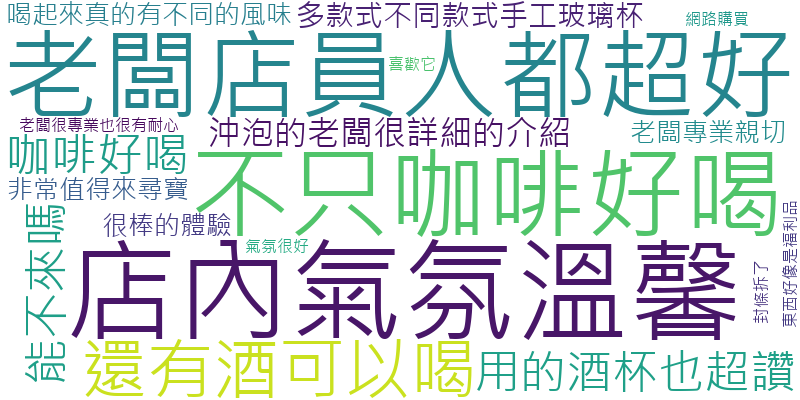 喝起來真的有不同的風味
多款式不同款式手工玻璃杯
網路購買
老闆店員人都超好
喜歡它
老闆很專業也很有耐心
沖泡的老闆很詳細的介紹
老闆專業親切
咖啡好喝
不只咖啡好喝
非常值得來尋寶
能不來嗎
很棒的體驗
氣氛很好
店內氣氛溫馨
封條拆了
東西好像是福利品
還有酒可以喝
用的酒杯也超讚